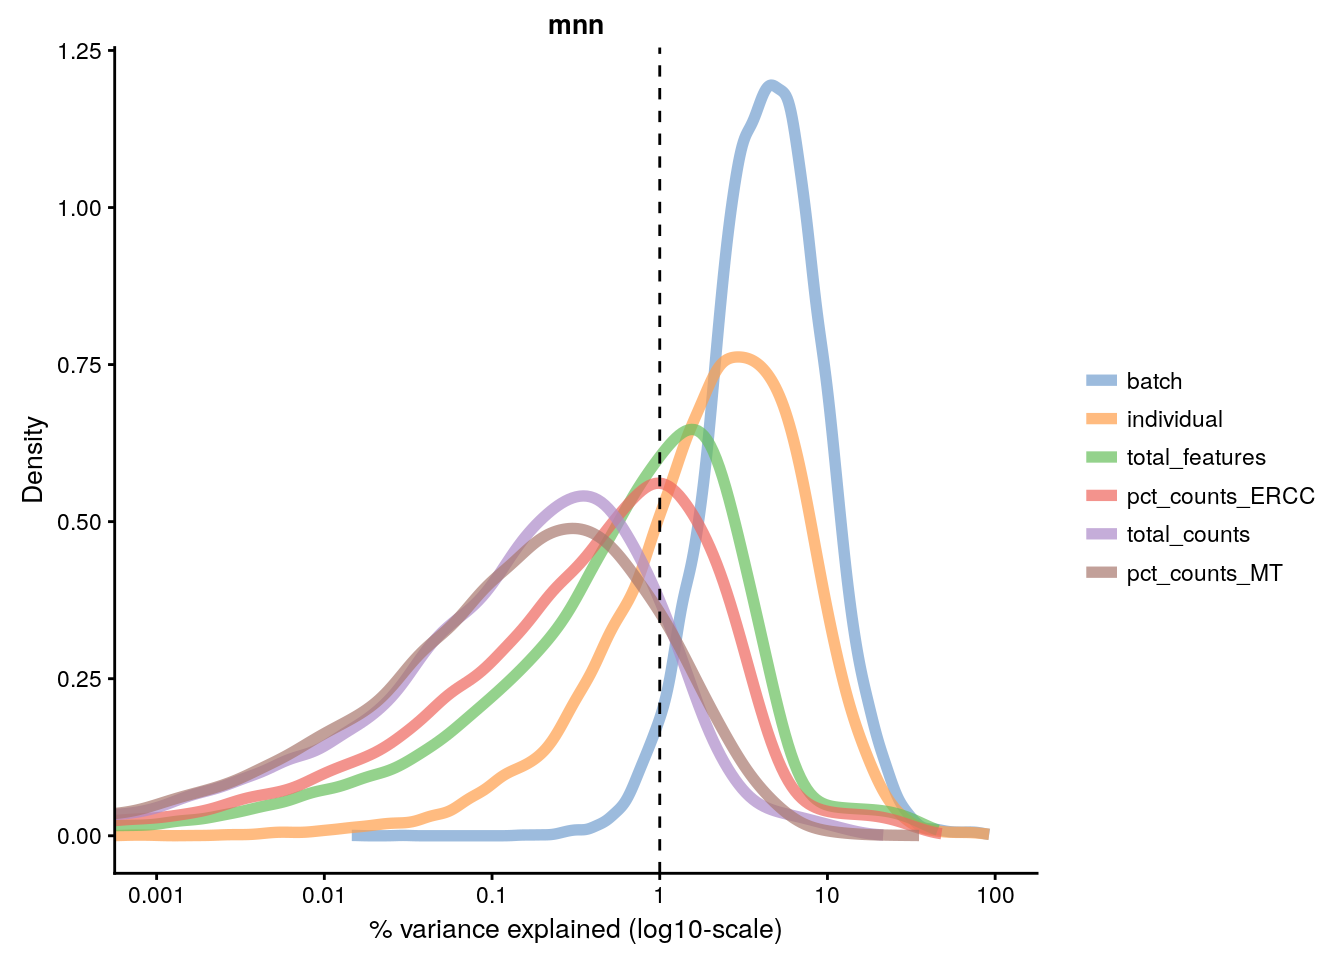 mnn
1.25
1.00
0.75
0.50
0.25
0.00
Density
0.001 0.01 0.1 1 10 100
% variance explained (log10-scale)
batch
individual
total_features
pct_counts_ERCC
total_counts
pct_counts_MT